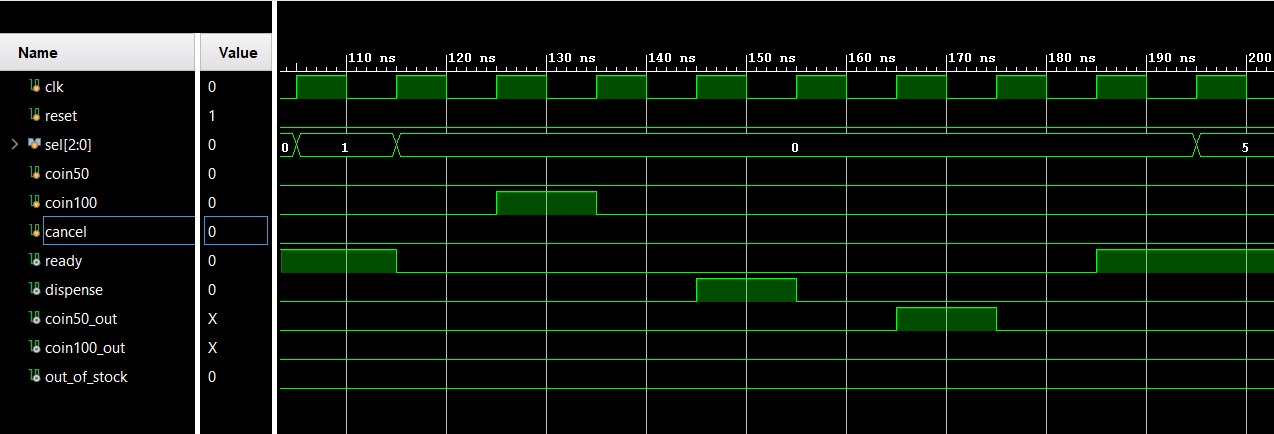 Name Value
110 ns 120 ns 130 ns 140 ns 150 ns 160 ns 170 ns 180 ns 190 ns 200
clk 0
reset 1
sel[2:0] 0 0 1 0 5
coin50 0
coin100 0
cancel 0
ready 0
dispense 0
coin50_out X
coin100_out X
out_of_stock 0